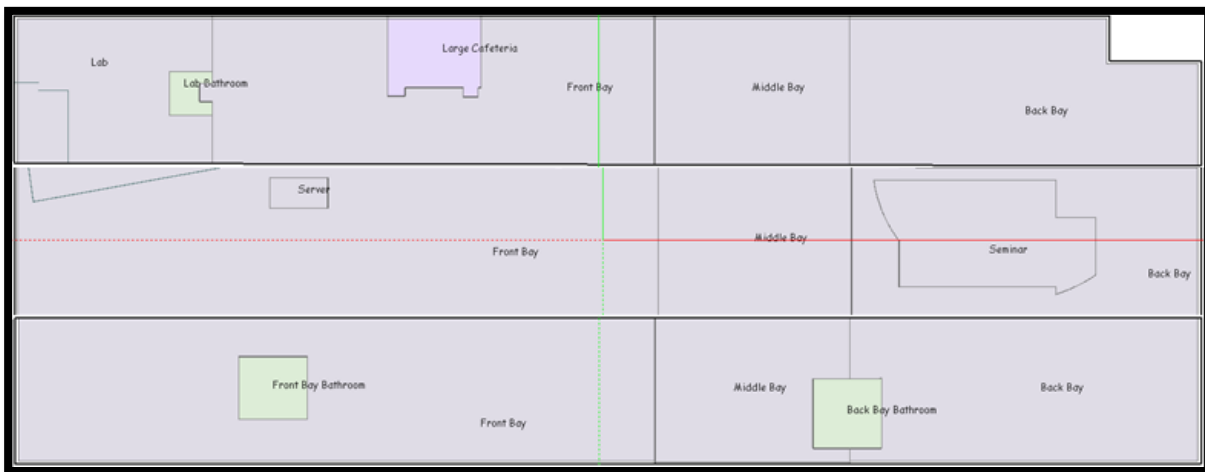 Large Cafeteria
Lab
Lab Bathroom
Front Bay
Middle Bay
Back Bay
Server
Middle Bay
Front Bay
Seminar
Back Bay
Front Bay Bathroom
Middle Bay
Back Bay
Back Bay Bathroom
Front Bay